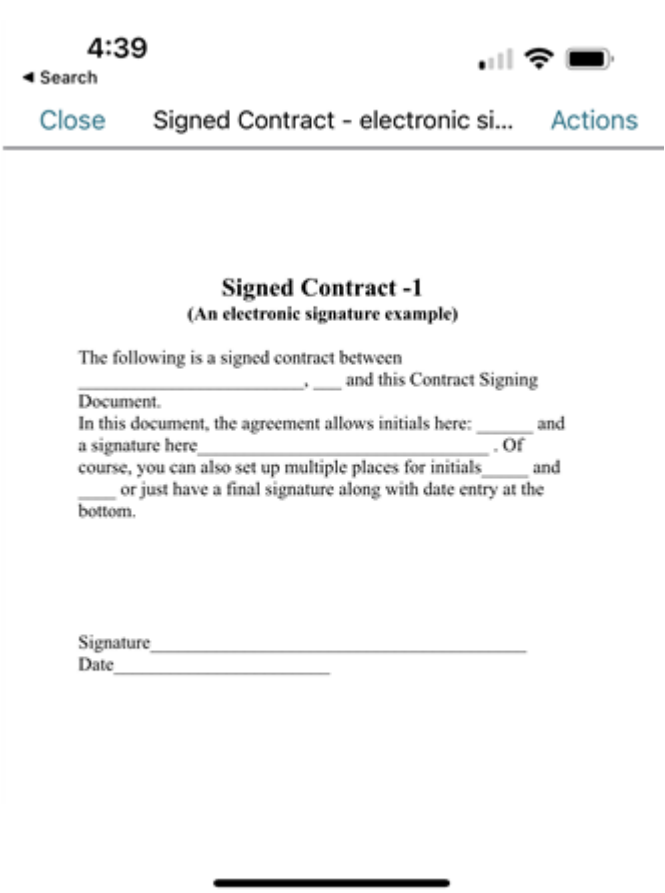 4:39
◀ Search
Close Signed Contract - electronic si... Actions
Signed Contract -1
(An electronic signature example)
The following is a signed contract between
________________________, ___ and this Contract Signing
Document.
In this document, the agreement allows initials here: ______ and
a signature here_______________________________ . Of
course, you can also set up multiple places for initials_____ and
____ or just have a final signature along with date entry at the
bottom.
Signature________________________________________
Date_______________________